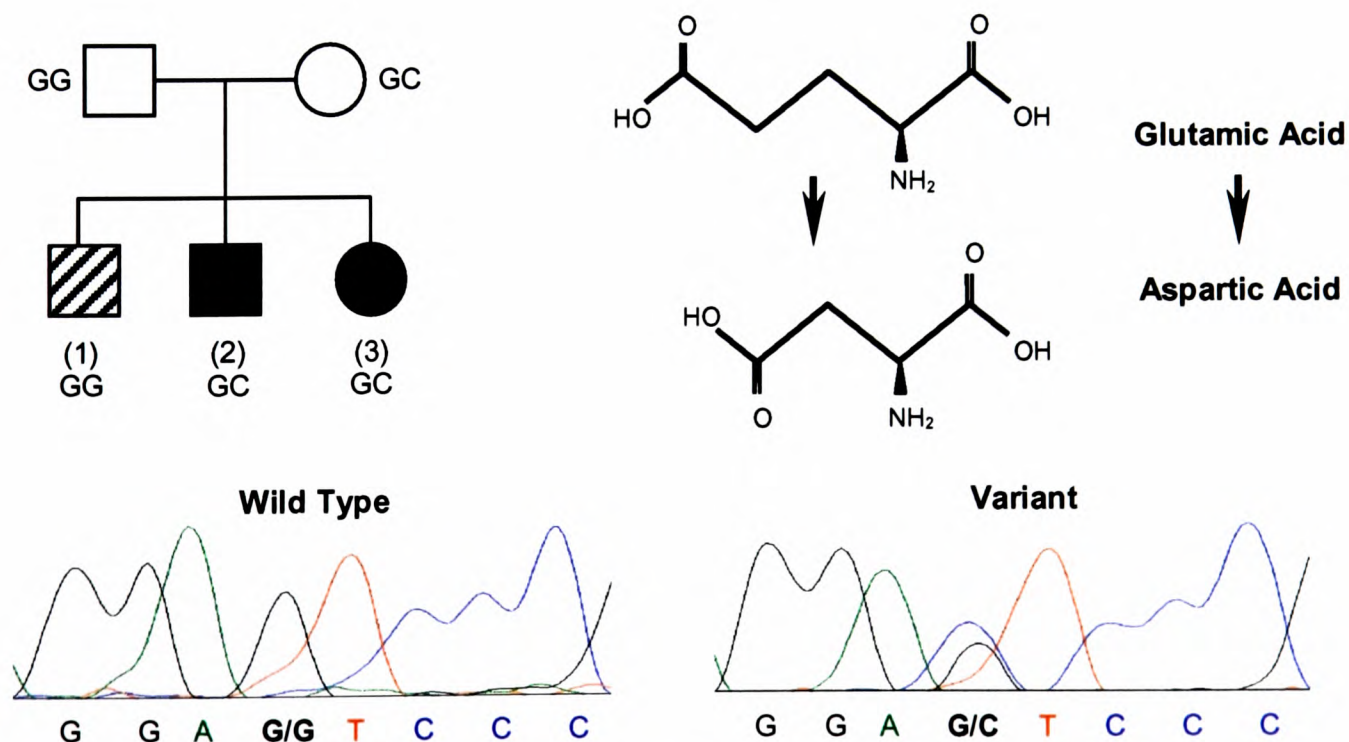 GG
GC
(1)
GG
(2)
GC
(3)
GC
O
HO
O
OH
NH₂
HO
O
O
OH
NH₂
Glutamic Acid
Aspartic Acid
Wild Type
G G A G/G T C C C
Variant
G G A G/C T C C C